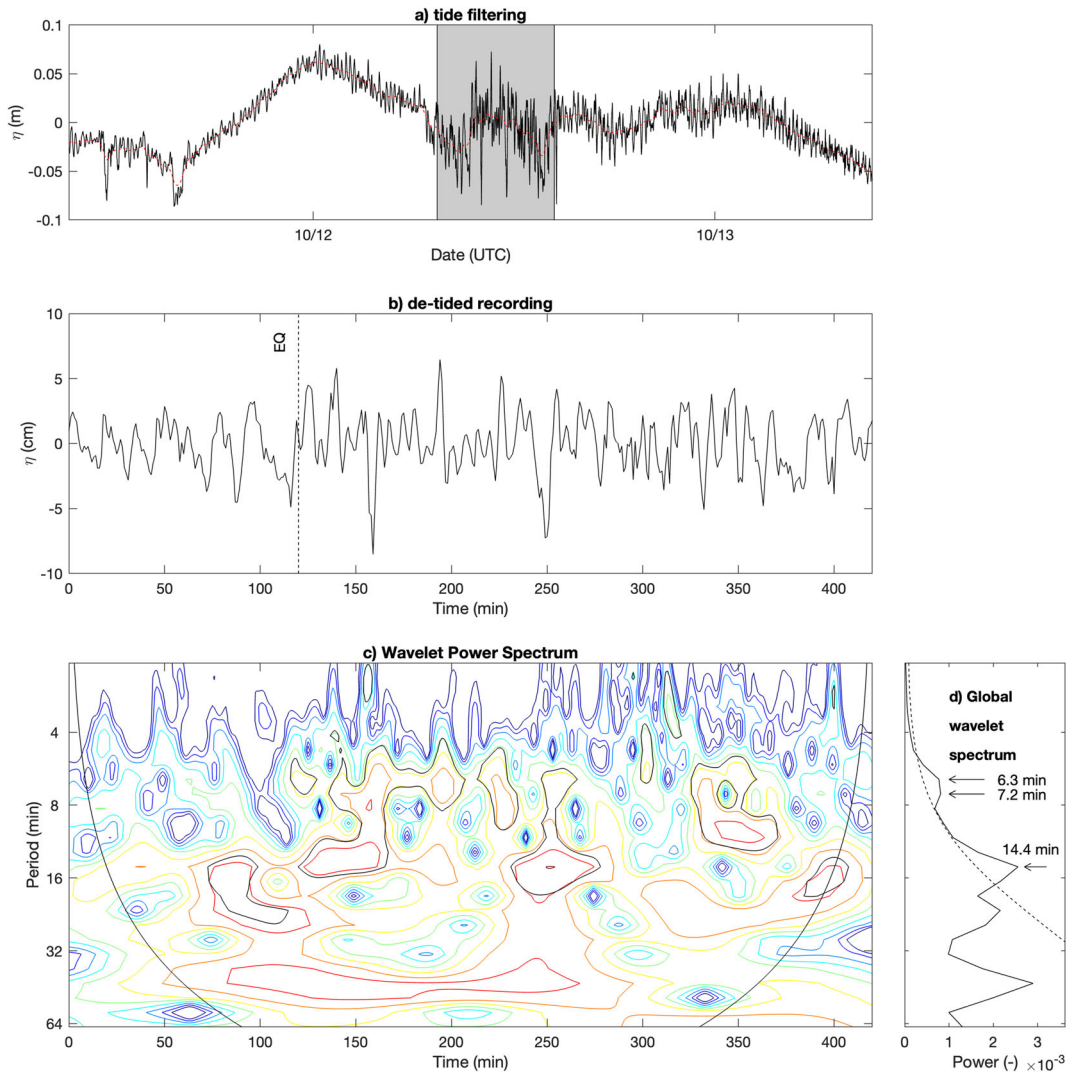 a) tide filtering
0.1
0.05
0
-0.05
-0.1
η (m)
10/12
10/13
Date (UTC)
b) de-tided recording
10
5
0
-5
-10
η (cm)
EQ
0
50
100
150
200
250
300
350
400
Time (min)
c) Wavelet Power Spectrum
4
8
16
32
64
Period (min)
0
50
100
150
200
250
300
350
400
Time (min)
d) Global
wavelet
spectrum
6.3 min
7.2 min
14.4 min
0
1
2
3
Power (-) ×10⁻³